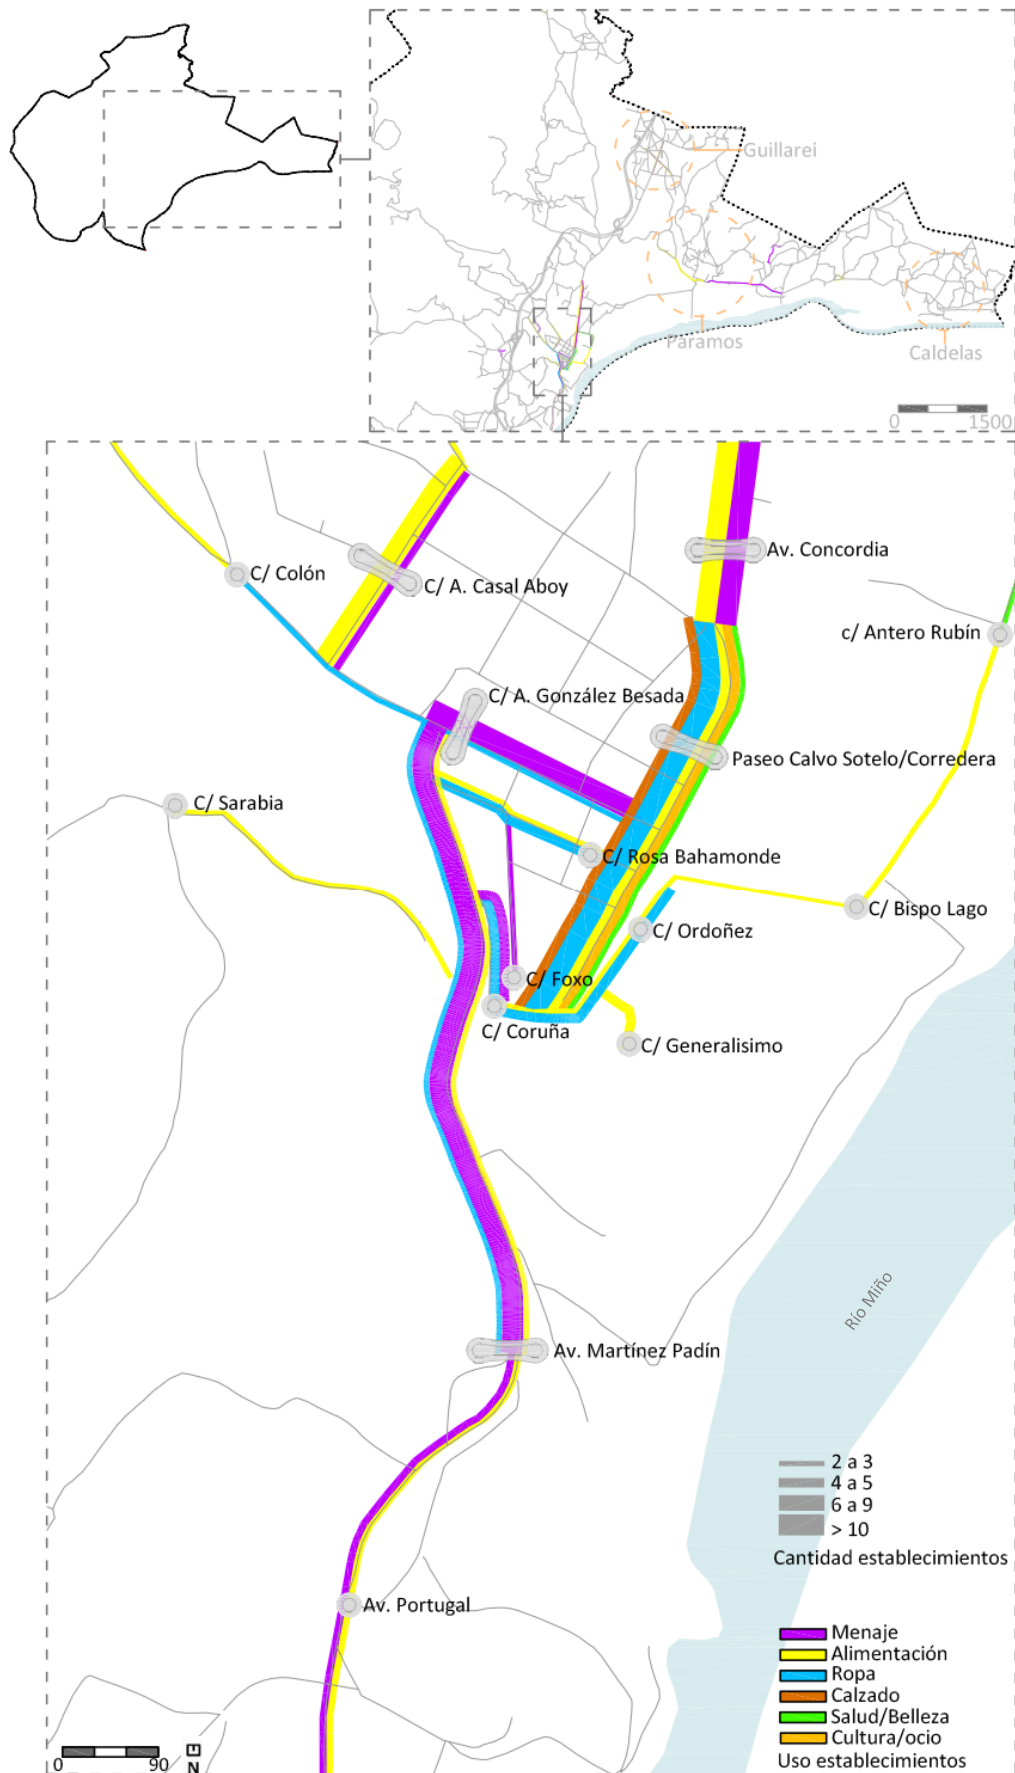 Guillarei
Páramos
Caldelas
0
1500
Av. Concordia
C/ Colón
C/ A. Casal Aboy
c/ Antero Rubín
C/ A. González Besada
Paseo Calvo Sotelo/Corredera
C/ Sarabia
C/ Rosa Bahamonde
C/ Bispo Lago
C/ Ordoñez
C/ Foxo
C/ Coruña
C/ Generalisimo
Río Miño
Av. Martínez Padín
2 a 3
4 a 5
6 a 9
> 10
Cantidad establecimientos
Av. Portugal
Menaje
Alimentación
Ropa
Calzado
Salud/Belleza
Cultura/ocio
Uso establecimientos
0
90
N